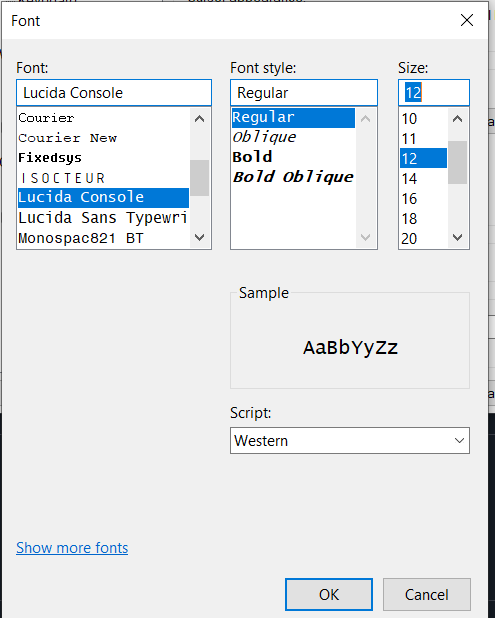 Font
Font:
Lucida Console
Courier
Courier New
Fixedsys
ISOCTEUR
Lucida Console
Lucida Sans Typewri
Monospac821 BT
Font style:
Regular
Regular
Oblique
Bold
Bold Oblique
Size:
12
10
11
12
14
16
18
20
Sample
AaBbYyZz
Script:
Western
Show more fonts
OK
Cancel